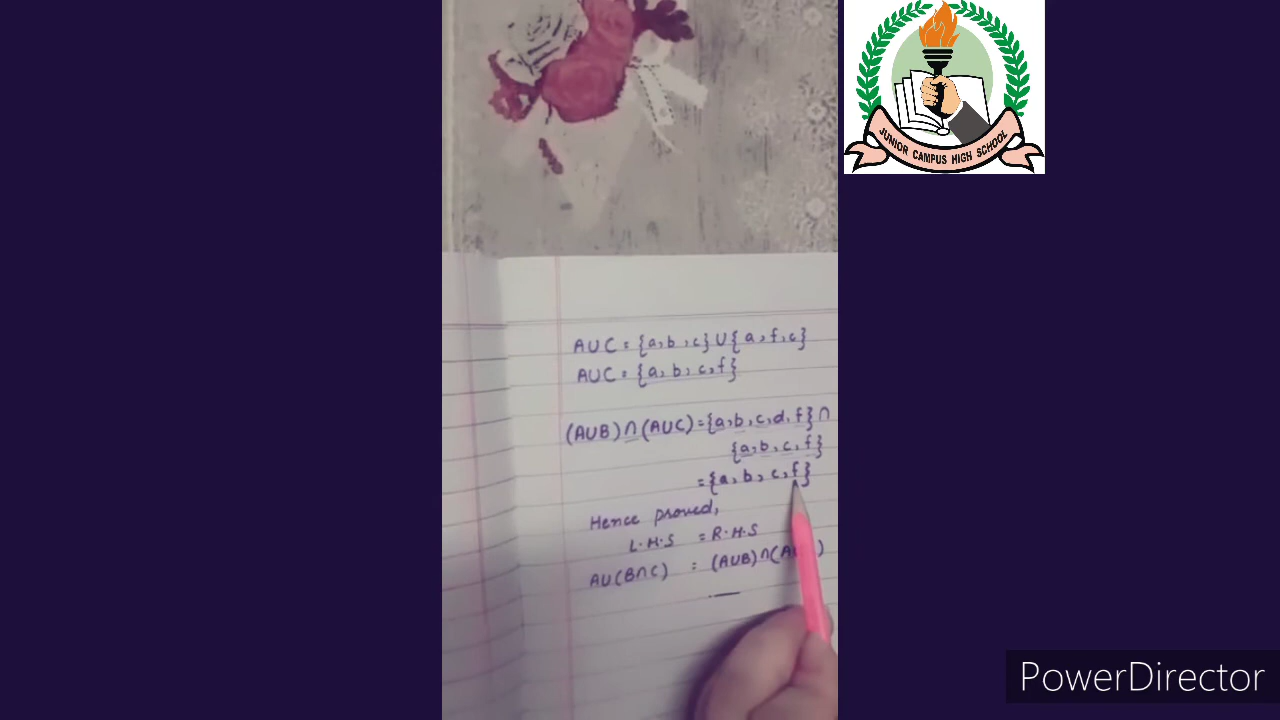 JUNIOR CAMPUS HIGH SCHOOL
AUC = {a, b, c} U {a, f, c}
AUC = {a, b, c, f}
(AUB) ∩ (AUC) = {a, b, c, d, f} ∩
{a, b, c, f}
= {a, b, c, f}
Hence proved,
L.H.S = R.H.S
AU(B∩C) = (AUB)∩(A )
PowerDirector